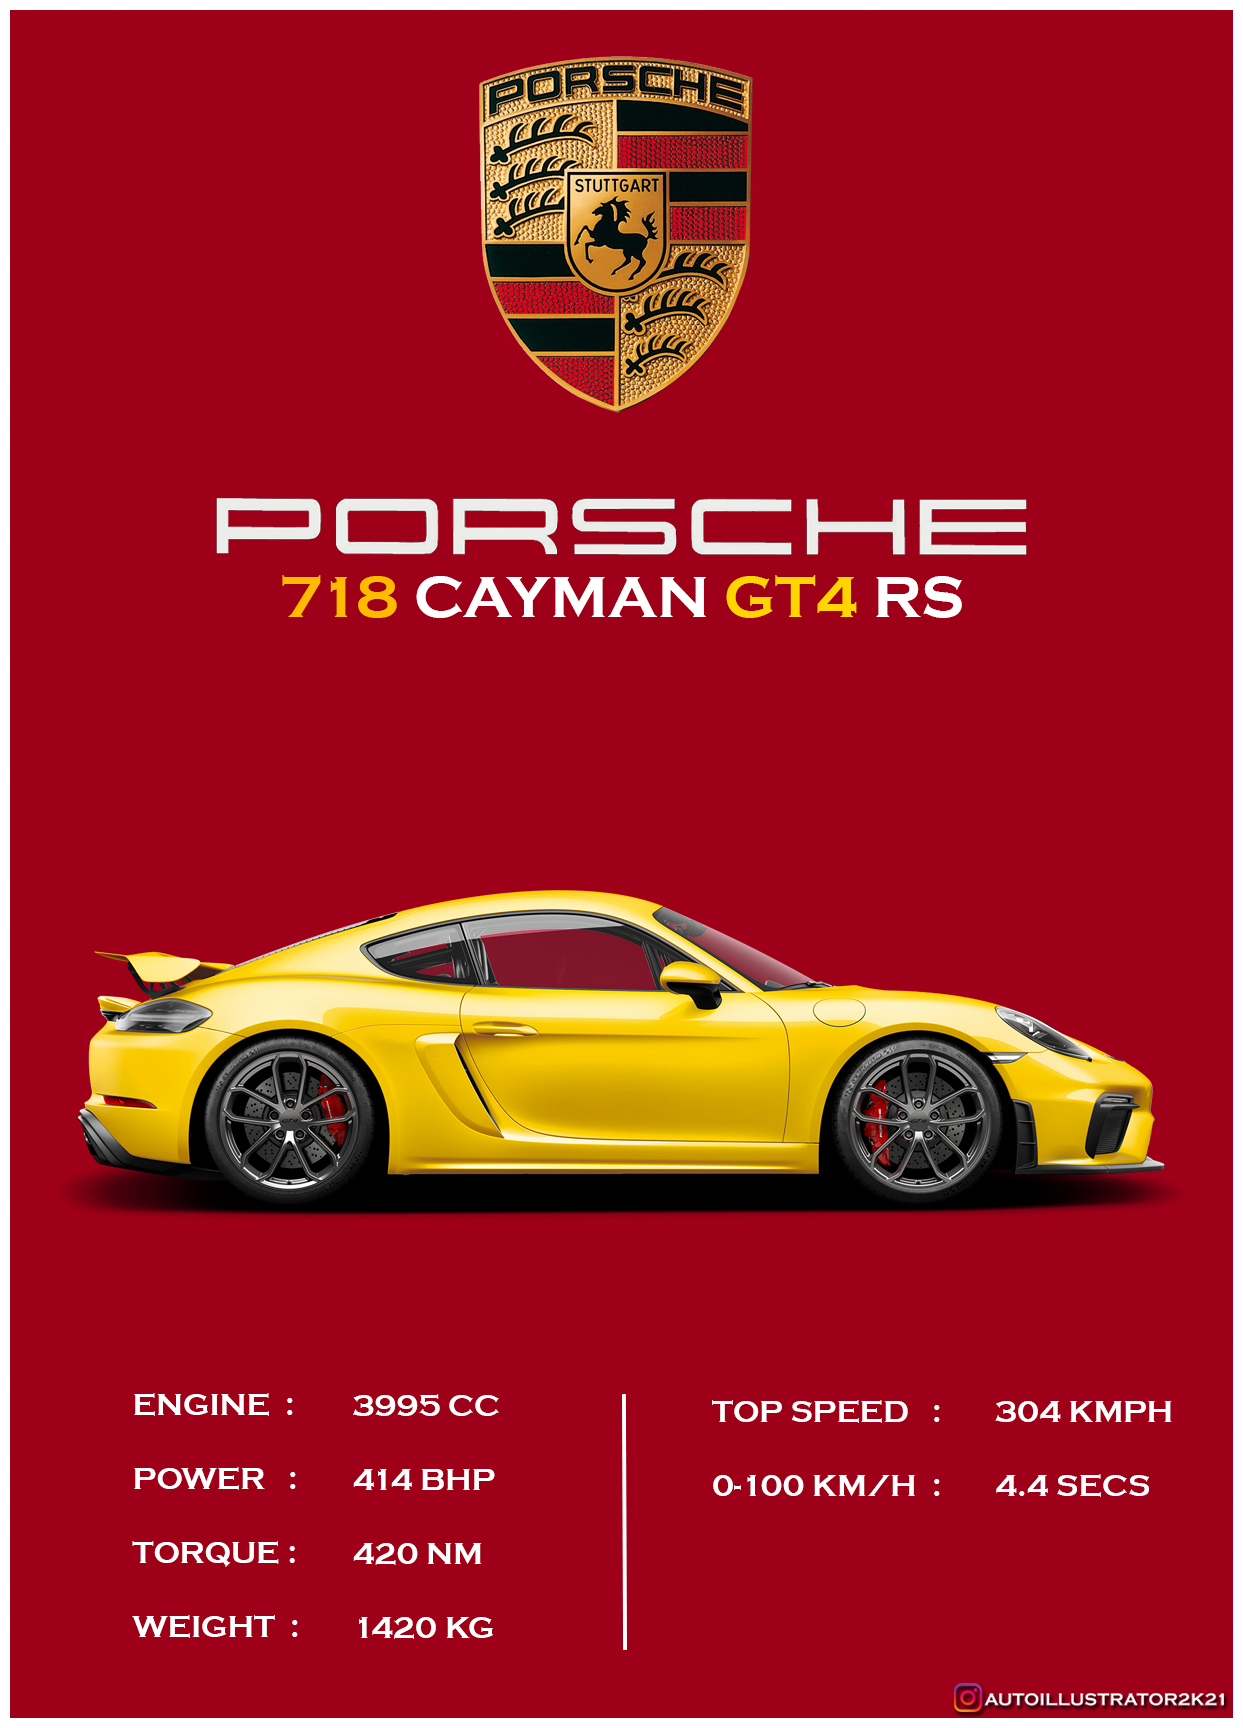 PORSCHE
STUTTGART
PORSCHE
718 CAYMAN GT4 RS
ENGINE : 3995 CC
POWER : 414 BHP
TORQUE : 420 NM
WEIGHT : 1420 KG
TOP SPEED : 304 KMPH
0-100 KM/H : 4.4 SECS
AUTOILLUSTRATOR2K21